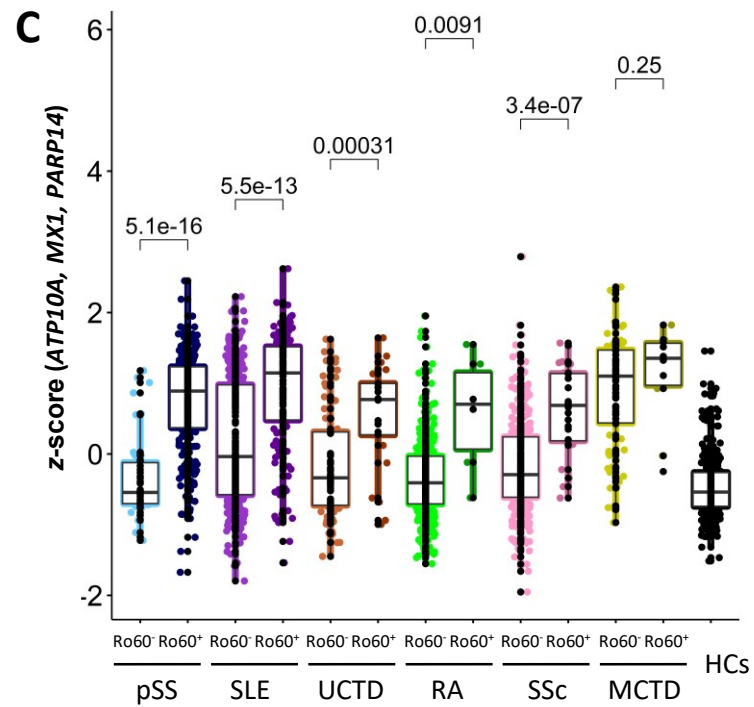 C
z-score (ATP10A, MX1, PARP14)
6
4
2
0
-2
5.1e-16
5.5e-13
0.00031
0.0091
3.4e-07
0.25
Ro60⁻ Ro60⁺ Ro60⁻ Ro60⁺ Ro60⁻ Ro60⁺ Ro60⁻ Ro60⁺ Ro60⁻ Ro60⁺ Ro60⁻ Ro60⁺
pSS SLE UCTD RA SSc MCTD HCs